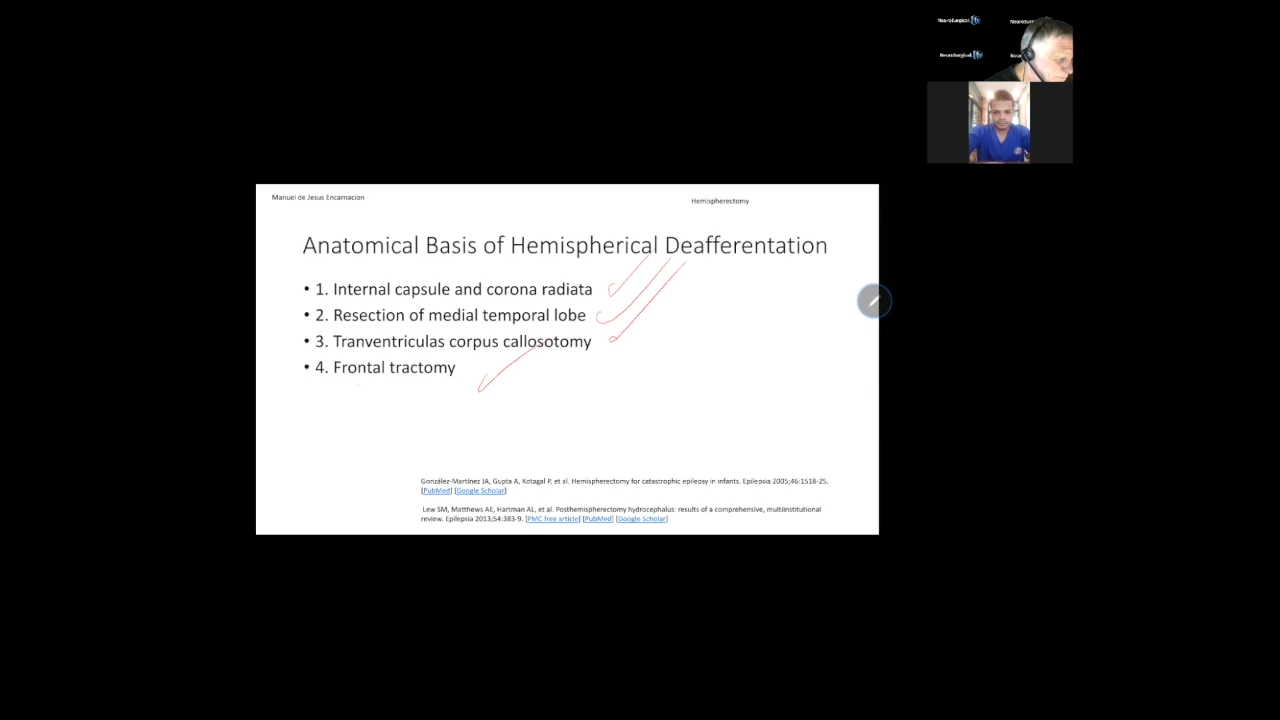 NeuroSurgical
NeuroSurgical
Manuel de Jesus Encarnacion
Hemispherectomy
Anatomical Basis of Hemispherical Deafferentation
• 1. Internal capsule and corona radiata
• 2. Resection of medial temporal lobe
• 3. Tranventriculas corpus callosotomy
• 4. Frontal tractomy
González-Martínez JA, Gupta A, Kotagal P, et al. Hemispherectomy for catastrophic epilepsy in infants. Epilepsia 2005;46:1518-25.
[PubMed] [Google Scholar]
Lew SM, Matthews AE, Hartman AL, et al. Posthemispherectomy hydrocephalus: results of a comprehensive, multiinstitutional
review. Epilepsia 2013;54:383-9. [PMC free article] [PubMed] [Google Scholar]